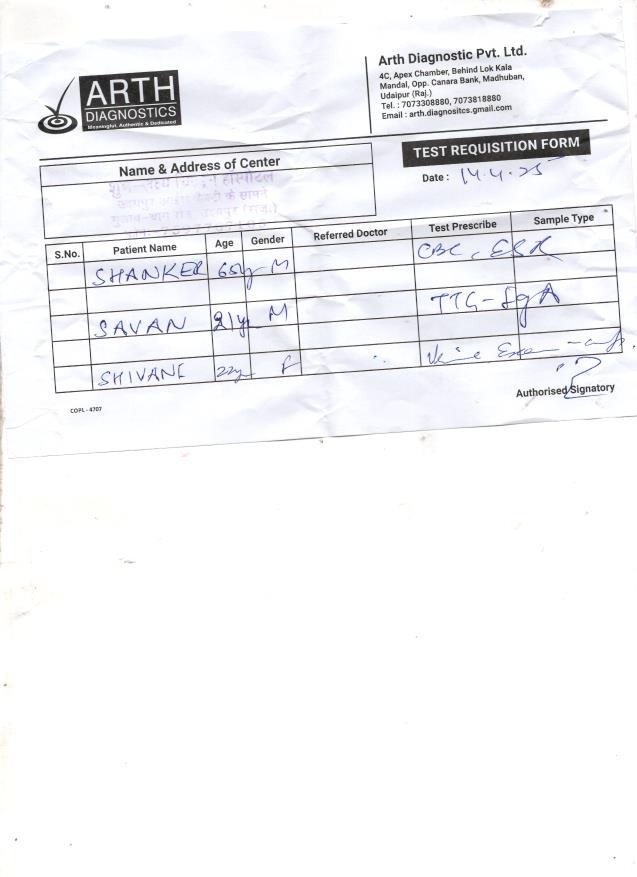 ARTH
DIAGNOSTICS
Meaningful, Authentic & Dedicated
Arth Diagnostic Pvt. Ltd.
4C, Apex Chamber, Behind Lok Kala
Mandal, Opp. Canara Bank, Madhuban,
Udaipur (Raj.)
Tel. : 7073308880, 7073818880
Email : arth.diagnositcs.gmail.com
TEST REQUISITION FORM
Date : 14.4.25
Name & Address of Center
हॉस्पिटल
के सामने
S.No. Patient Name Age Gender Referred Doctor Test Prescribe Sample Type
SHANKER 65y M CBC, ESR
SAVAN 21y M TTG-IgA
SHIVANI 22y F
Authorised Signatory
COPL - 4707